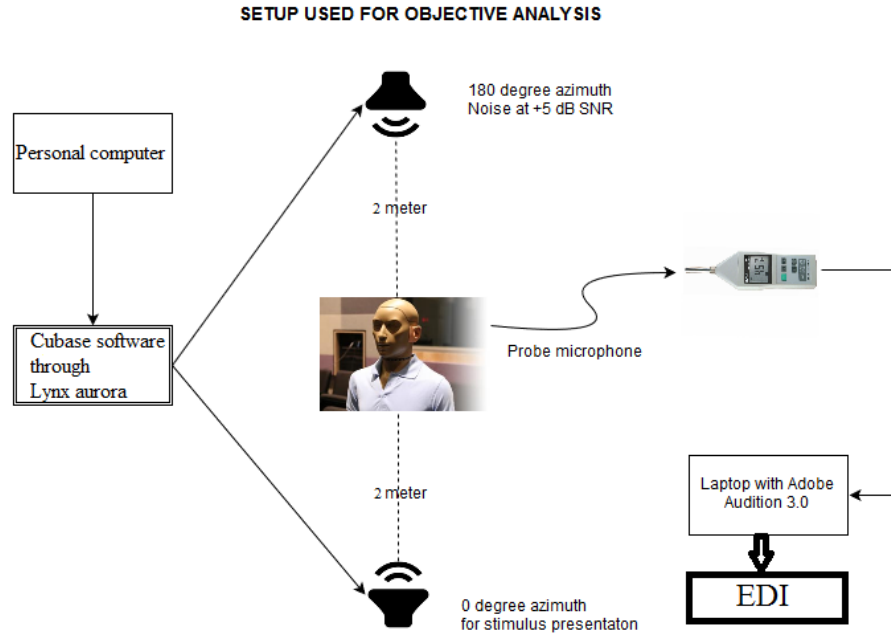 SETUP USED FOR OBJECTIVE ANALYSIS
180 degree azimuth
Noise at +5 dB SNR
Personal computer
2 meter
Cubase software
through
Lynx aurora
Probe microphone
2 meter
Laptop with Adobe
Audition 3.0
EDI
0 degree azimuth
for stimulus presentaton